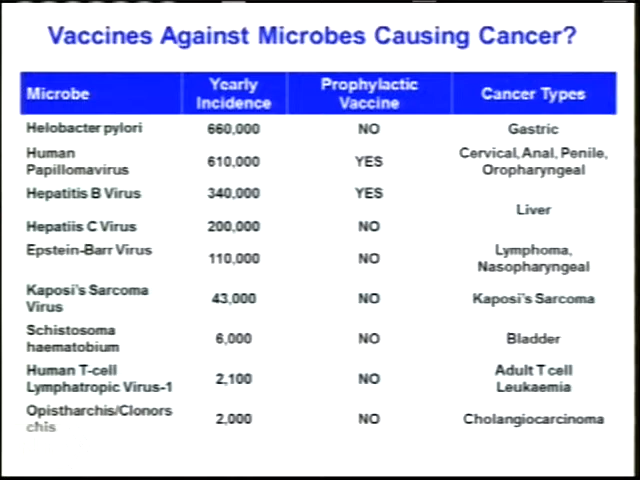 Vaccines Against Microbes Causing Cancer?
Microbe Yearly Incidence Prophylactic Vaccine Cancer Types
Helobacter pylori 660,000 NO Gastric
Human Papillomavirus 610,000 YES Cervical, Anal, Penile, Oropharyngeal
Hepatitis B Virus 340,000 YES
Liver
Hepatiis C Virus 200,000 NO
Epstein-Barr Virus 110,000 NO Lymphoma, Nasopharyngeal
Kaposi's Sarcoma Virus 43,000 NO Kaposi's Sarcoma
Schistosoma haematobium 6,000 NO Bladder
Human T-cell Lymphatropic Virus-1 2,100 NO Adult T cell Leukaemia
Opistharchis/Clonors chis 2,000 NO Cholangiocarcinoma